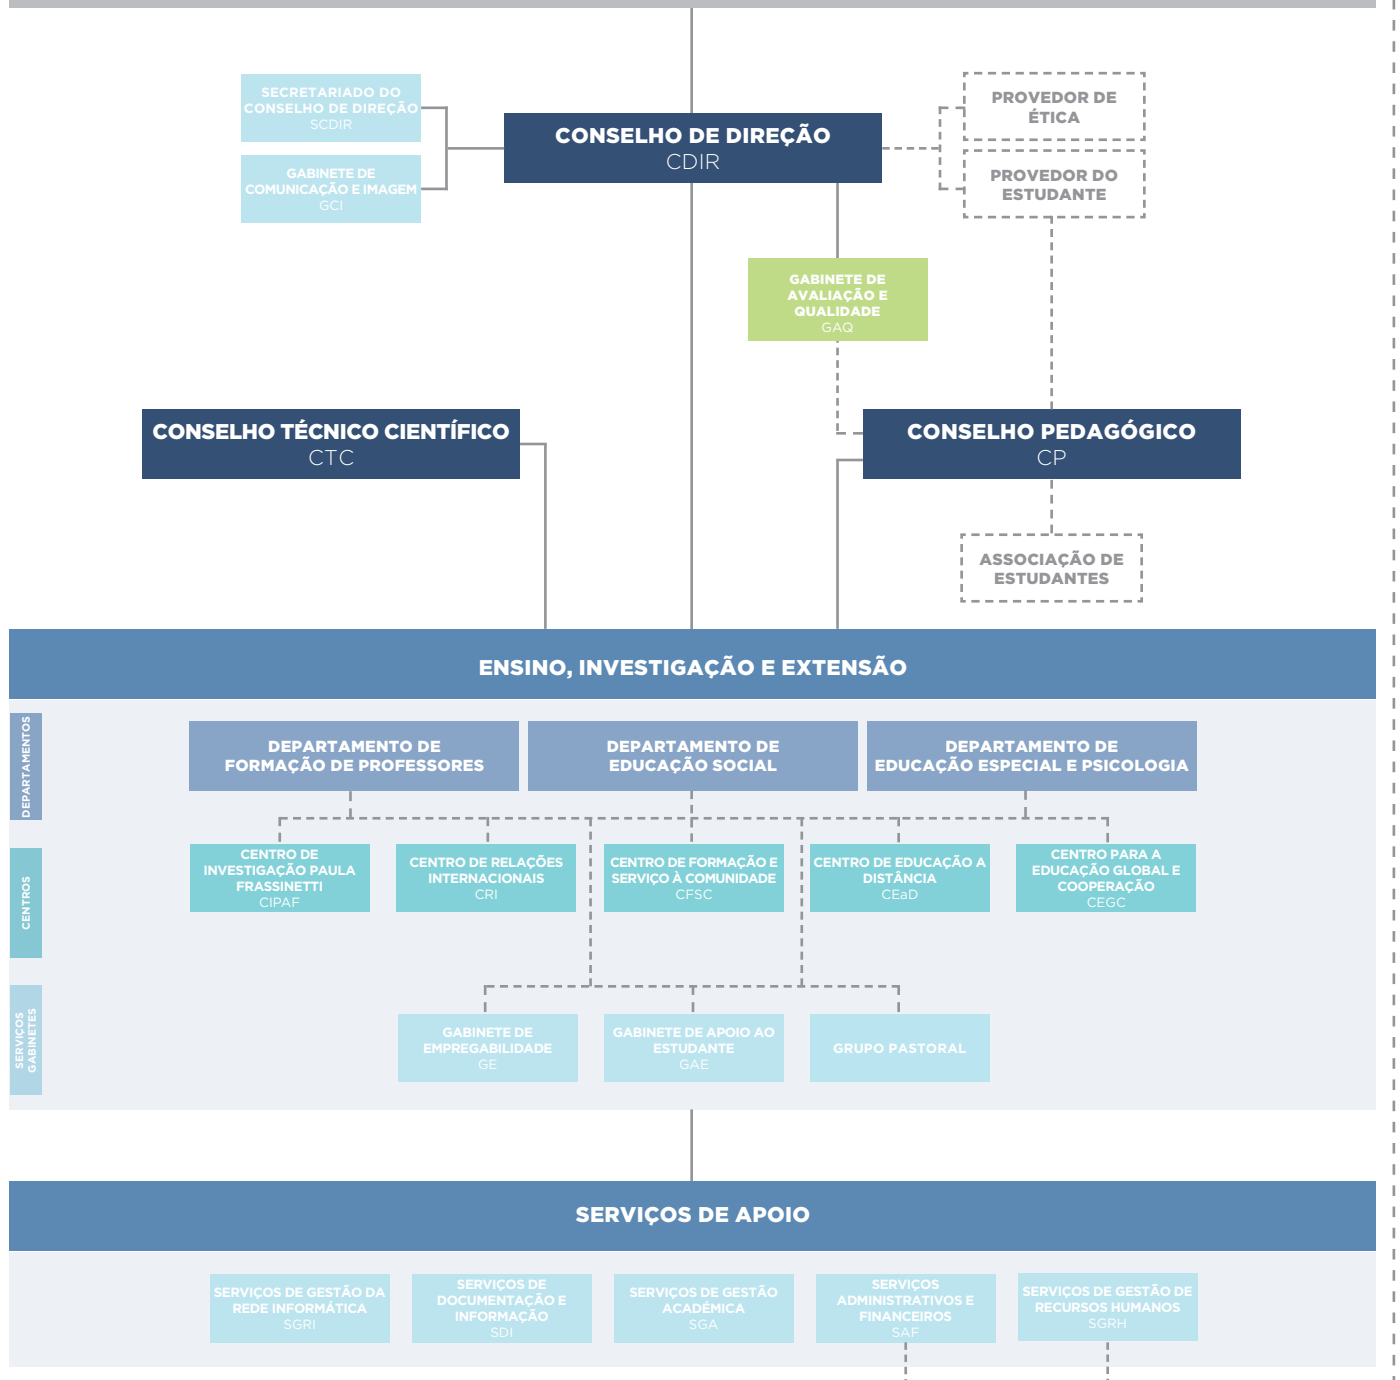 SECRETARIADO DO
CONSELHO DE DIREÇÃO
SCDIR
GABINETE DE
COMUNICAÇÃO E IMAGEM
GCI
CONSELHO DE DIREÇÃO
CDIR
PROVEDOR DE
ÉTICA
PROVEDOR DO
ESTUDANTE
GABINETE DE
AVALIAÇÃO E
QUALIDADE
GAQ
CONSELHO TÉCNICO CIENTÍFICO
CTC
CONSELHO PEDAGÓGICO
CP
ASSOCIAÇÃO DE
ESTUDANTES
ENSINO, INVESTIGAÇÃO E EXTENSÃO
DEPARTAMENTOS
DEPARTAMENTO DE
FORMAÇÃO DE PROFESSORES
DEPARTAMENTO DE
EDUCAÇÃO SOCIAL
DEPARTAMENTO DE
EDUCAÇÃO ESPECIAL E PSICOLOGIA
CENTROS
CENTRO DE
INVESTIGAÇÃO PAULA
FRASSINETTI
CIPAF
CENTRO DE RELAÇÕES
INTERNACIONAIS
CRI
CENTRO DE FORMAÇÃO E
SERVIÇO À COMUNIDADE
CFSC
CENTRO DE EDUCAÇÃO A
DISTÂNCIA
CEaD
CENTRO PARA A
EDUCAÇÃO GLOBAL E
COOPERAÇÃO
CEGC
SERVIÇOS
GABINETES
GABINETE DE
EMPREGABILIDADE
GE
GABINETE DE APOIO AO
ESTUDANTE
GAE
GRUPO PASTORAL
SERVIÇOS DE APOIO
SERVIÇOS DE GESTÃO DA
REDE INFORMÁTICA
SGRI
SERVIÇOS DE
DOCUMENTAÇÃO E
INFORMAÇÃO
SDI
SERVIÇOS DE GESTÃO
ACADÉMICA
SGA
SERVIÇOS
ADMINISTRATIVOS E
FINANCEIROS
SAF
SERVIÇOS DE GESTÃO DE
RECURSOS HUMANOS
SGRH